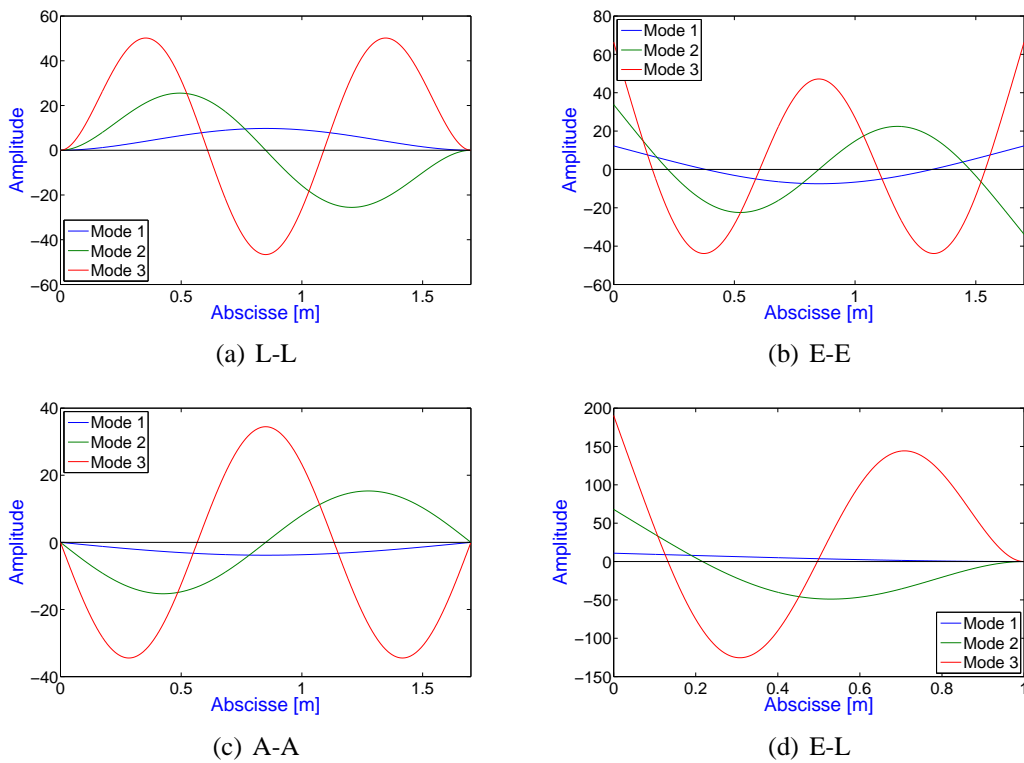 60
40
20
0
−20
−40
−60
0
0.5
1
1.5
Amplitude
Abscisse [m]
Mode 1
Mode 2
Mode 3
(a) L-L
80
60
40
20
0
−20
−40
−60
0
0.5
1
1.5
Amplitude
Abscisse [m]
Mode 1
Mode 2
Mode 3
(b) E-E
40
20
0
−20
−40
0
0.5
1
1.5
Amplitude
Abscisse [m]
Mode 1
Mode 2
Mode 3
(c) A-A
200
150
100
50
0
−50
−100
−150
0
0.2
0.4
0.6
0.8
1
Amplitude
Abscisse [m]
Mode 1
Mode 2
Mode 3
(d) E-L